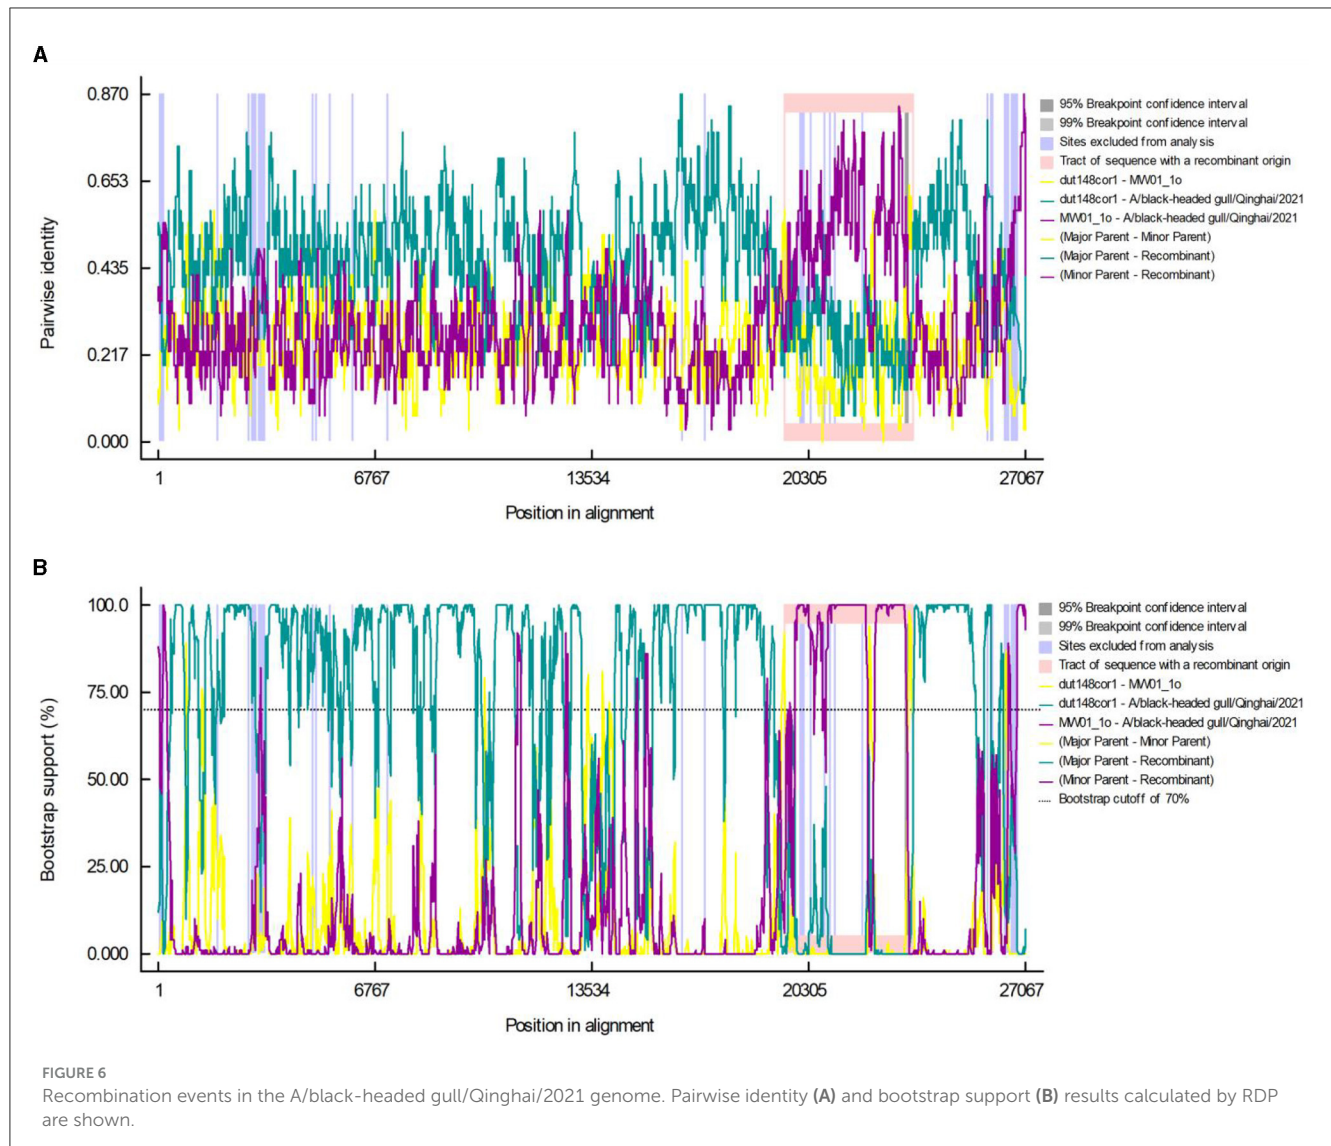 A
0.870
0.653
0.435
0.217
0.000
Pairwise identity
1
6767
13534
20305
27067
Position in alignment
95% Breakpoint confidence interval
99% Breakpoint confidence interval
Sites excluded from analysis
Tract of sequence with a recombinant origin
dut148cor1 - MW01_1o
dut148cor1 - A/black-headed gull/Qinghai/2021
MW01_1o - A/black-headed gull/Qinghai/2021
(Major Parent - Minor Parent)
(Major Parent - Recombinant)
(Minor Parent - Recombinant)
B
100.0
75.00
50.00
25.00
0.000
Bootstrap support (%)
1
6767
13534
20305
27067
Position in alignment
95% Breakpoint confidence interval
99% Breakpoint confidence interval
Sites excluded from analysis
Tract of sequence with a recombinant origin
dut148cor1 - MW01_1o
dut148cor1 - A/black-headed gull/Qinghai/2021
MW01_1o - A/black-headed gull/Qinghai/2021
(Major Parent - Minor Parent)
(Major Parent - Recombinant)
(Minor Parent - Recombinant)
Bootstrap cutoff of 70%
FIGURE 6
Recombination events in the A/black-headed gull/Qinghai/2021 genome. Pairwise identity (A) and bootstrap support (B) results calculated by RDP
are shown.